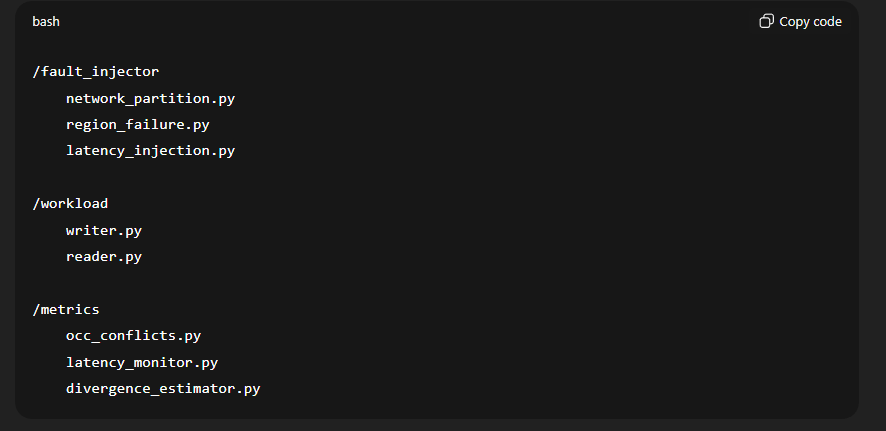 bash
Copy code
/fault_injector
network_partition.py
region_failure.py
latency_injection.py
/workload
writer.py
reader.py
/metrics
occ_conflicts.py
latency_monitor.py
divergence_estimator.py